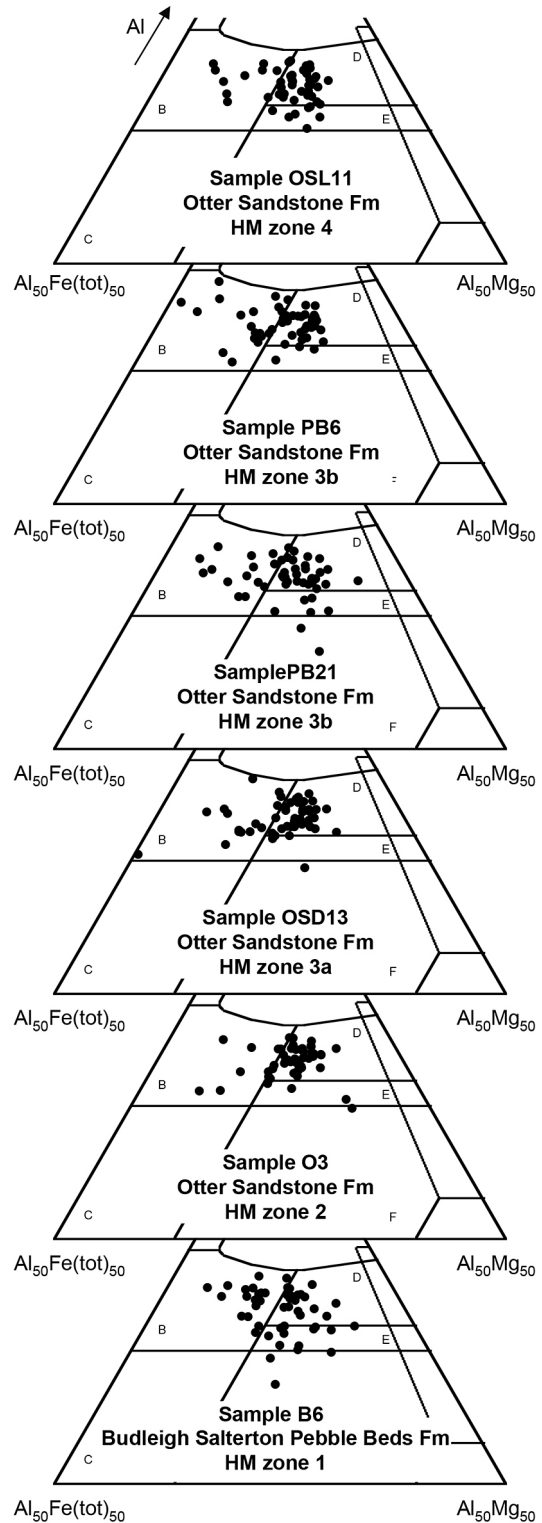 Al
D
B
E
Sample OSL11
Otter Sandstone Fm
HM zone 4
C
Al50Fe(tot)50 Al50Mg50
D
B
E
Sample PB6
Otter Sandstone Fm
HM zone 3b
C
Al50Fe(tot)50 Al50Mg50
D
B
E
SamplePB21
Otter Sandstone Fm
HM zone 3b
C F
Al50Fe(tot)50 Al50Mg50
D
B
E
Sample OSD13
Otter Sandstone Fm
HM zone 3a
C F
Al50Fe(tot)50 Al50Mg50
D
B
E
Sample O3
Otter Sandstone Fm
HM zone 2
C F
Al50Fe(tot)50 Al50Mg50
D
B
E
Sample B6
Budleigh Salterton Pebble Beds Fm
HM zone 1
C
Al50Fe(tot)50 Al50Mg50